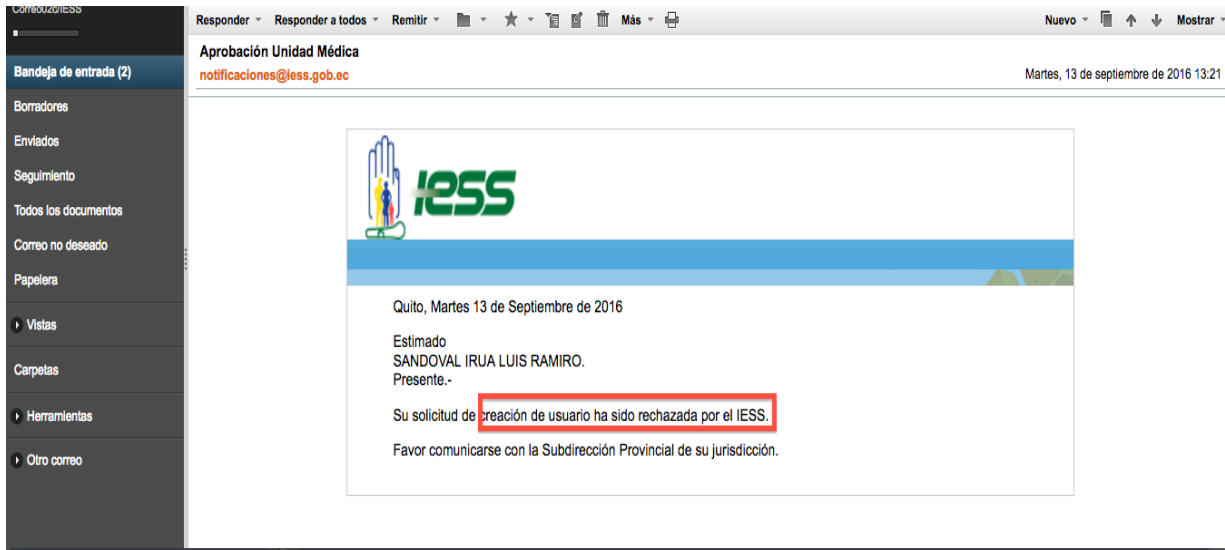 Correo02o/IESS
Responder Responder a todos Remitir Más Nuevo Mostrar
Aprobación Unidad Médica
notificaciones@iess.gob.ec Martes, 13 de septiembre de 2016 13:21
Bandeja de entrada (2)
Borradores
Enviados
Seguimiento
Todos los documentos
Correo no deseado
Papelera
Vistas
Carpetas
Herramientas
Otro correo
IESS
Quito, Martes 13 de Septiembre de 2016
Estimado
SANDOVAL IRUA LUIS RAMIRO.
Presente.-
Su solicitud de creación de usuario ha sido rechazada por el IESS.
Favor comunicarse con la Subdirección Provincial de su jurisdicción.